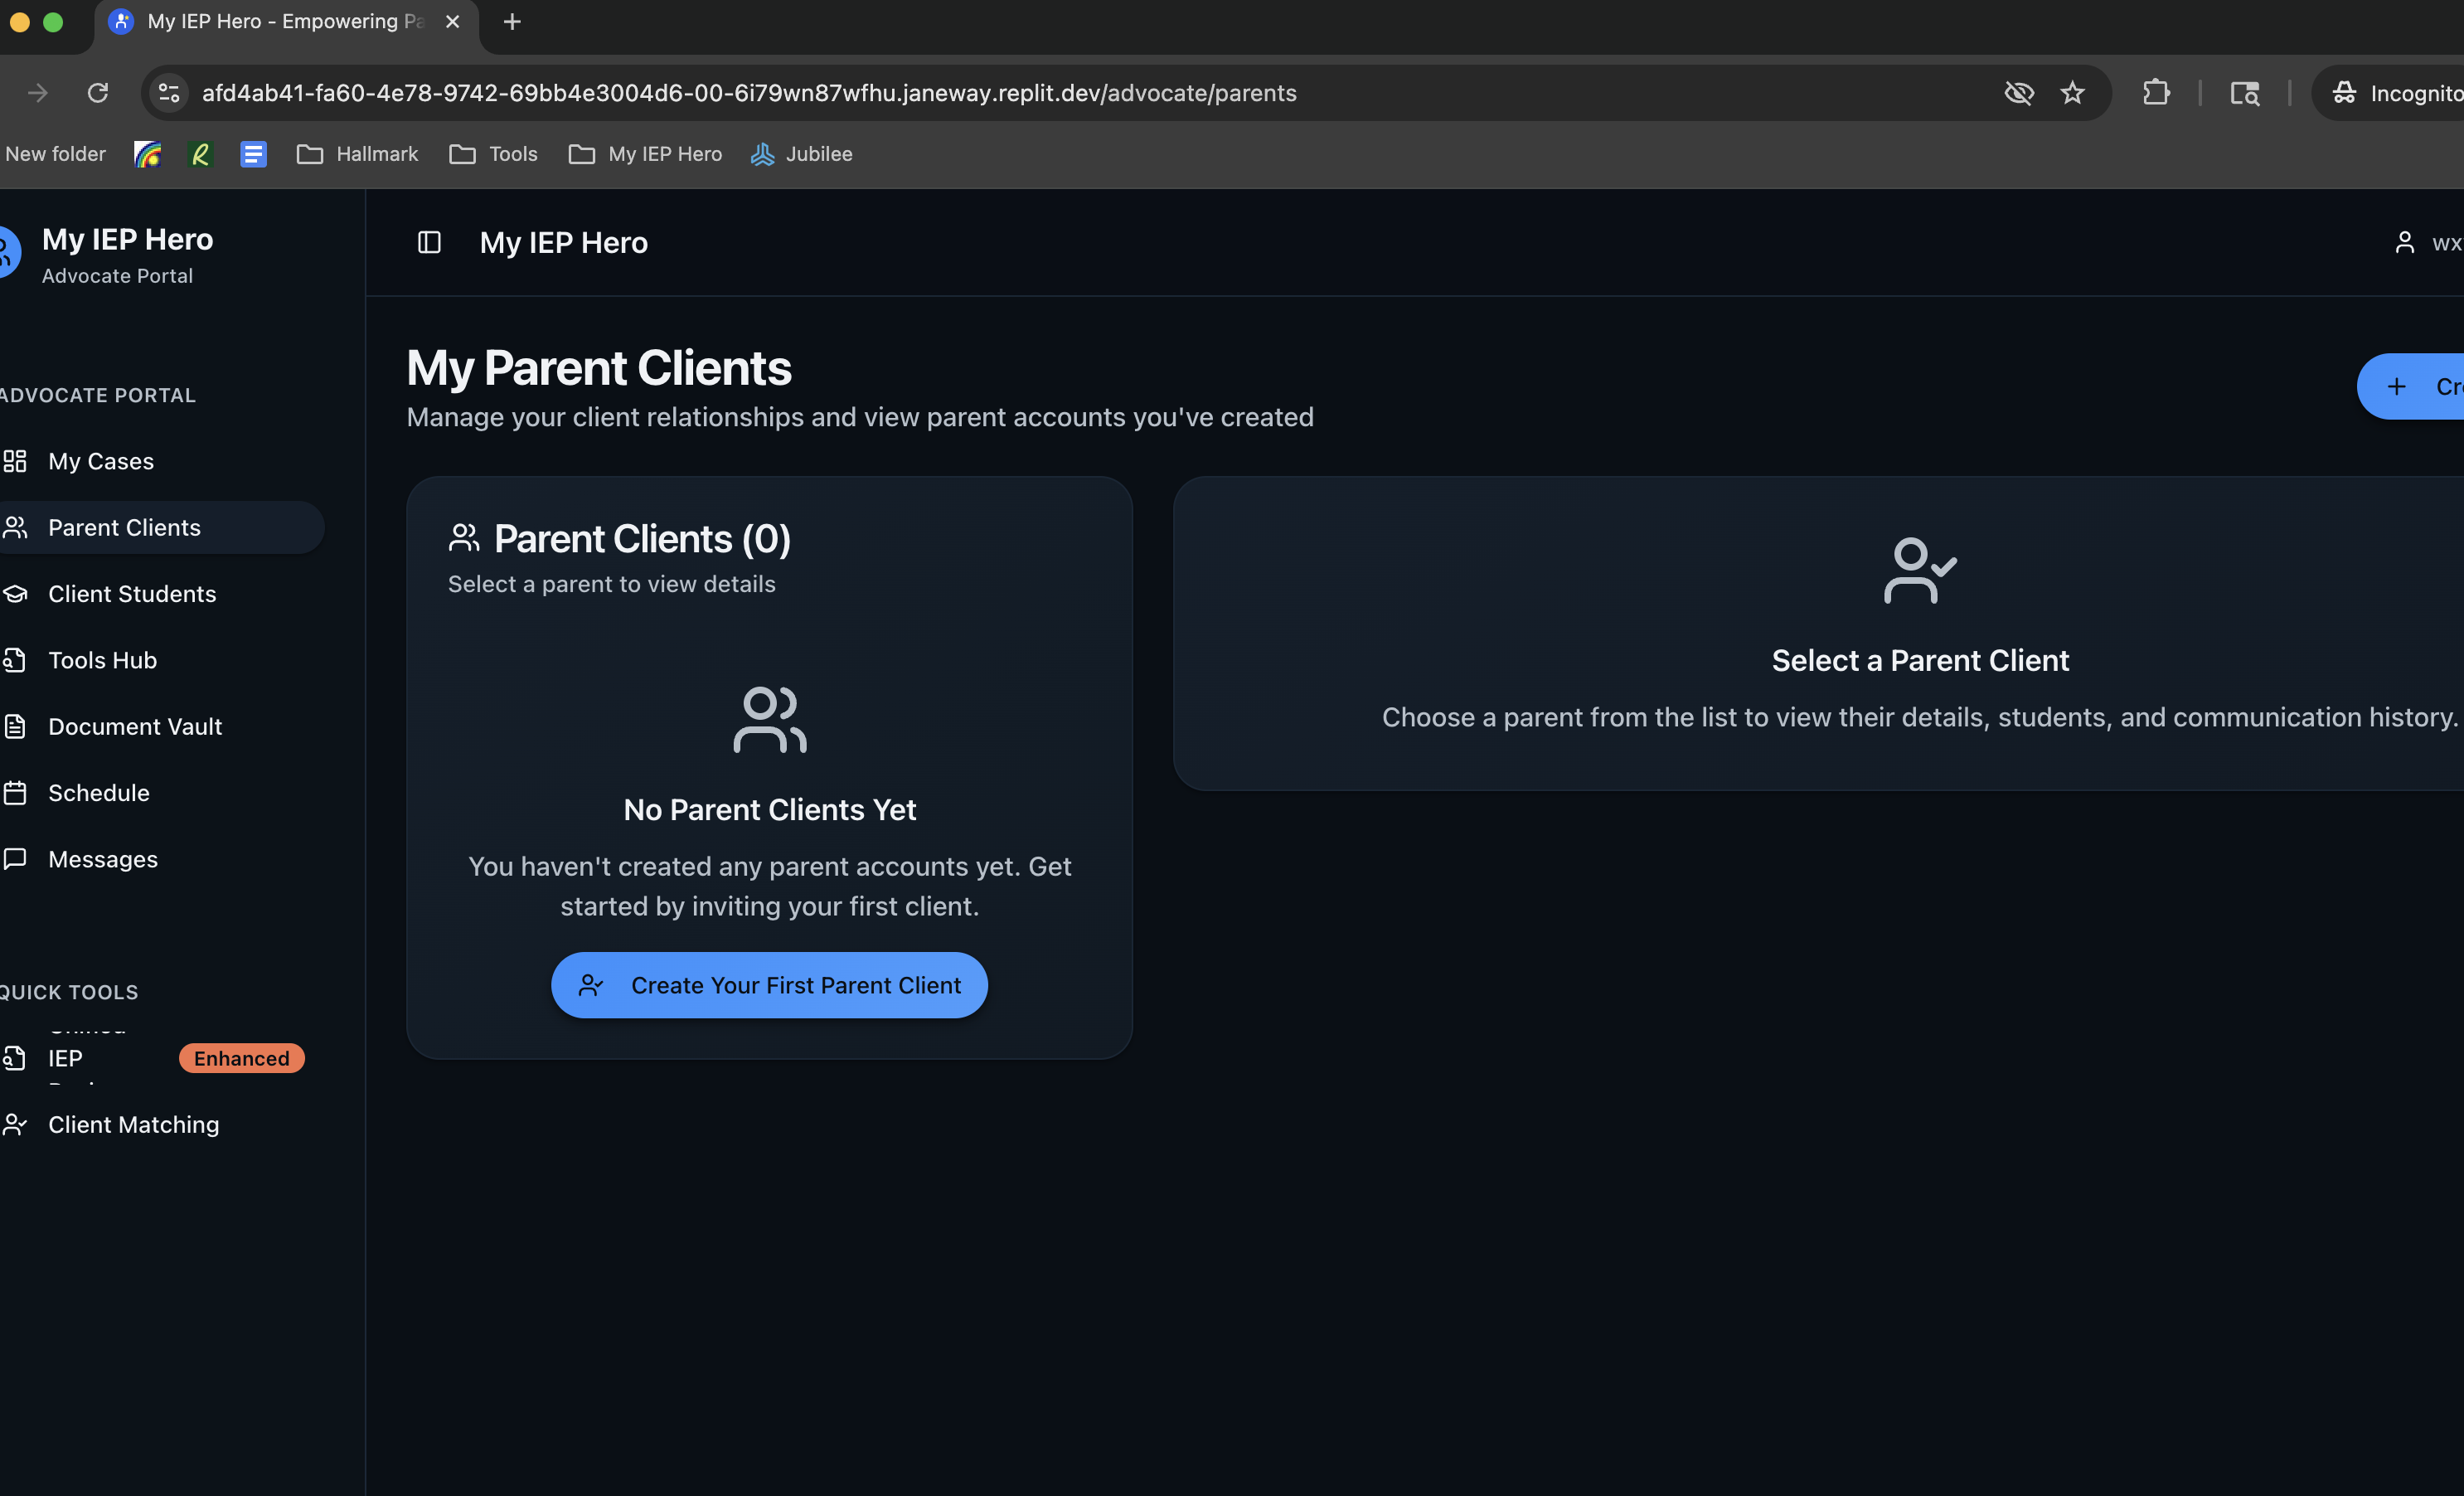 My IEP Hero - Empowering Pa
afd4ab41-fa60-4e78-9742-69bb4e3004d6-00-6i79wn87wfhu.janeway.replit.dev/advocate/parents
Incognito
New folder
Hallmark
Tools
My IEP Hero
Jubilee
My IEP Hero
Advocate Portal
My IEP Hero
wx
My Parent Clients
Manage your client relationships and view parent accounts you've created
Cr
ADVOCATE PORTAL
My Cases
Parent Clients
Client Students
Tools Hub
Document Vault
Schedule
Messages
QUICK TOOLS
IEP
Enhanced
Client Matching
Parent Clients (0)
Select a parent to view details
No Parent Clients Yet
You haven't created any parent accounts yet. Get
started by inviting your first client.
Create Your First Parent Client
Select a Parent Client
Choose a parent from the list to view their details, students, and communication history.